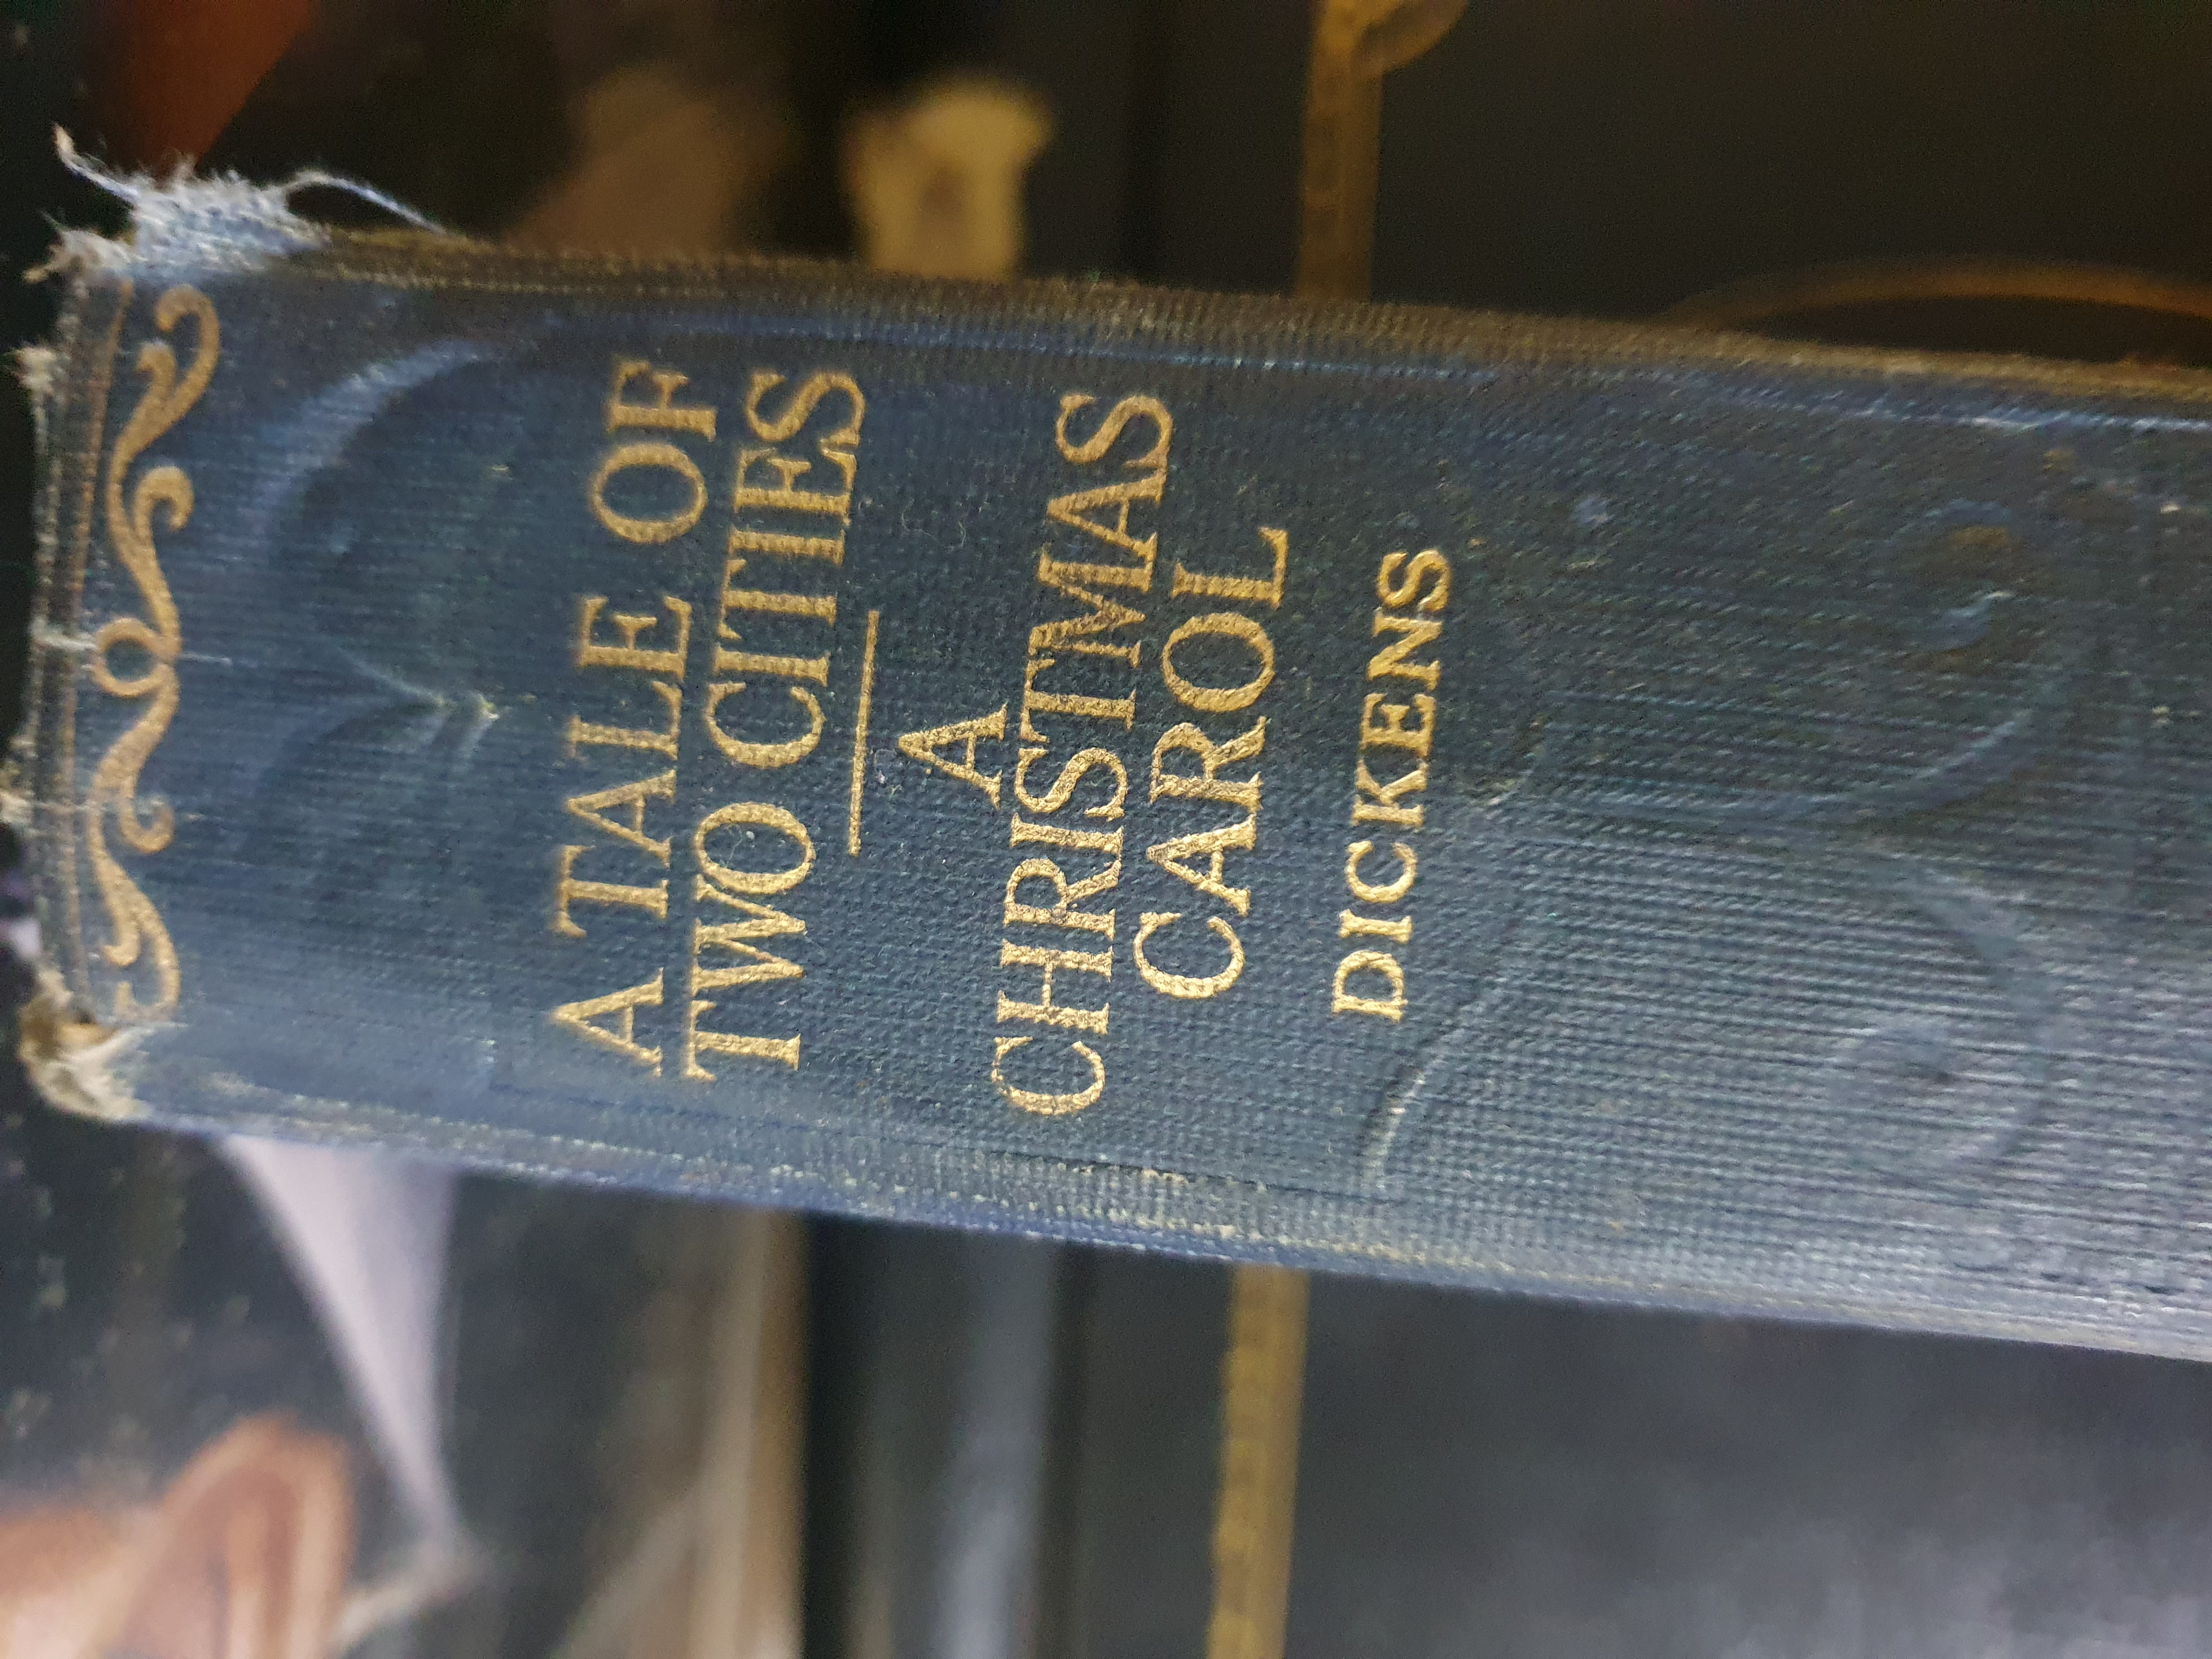 A TALE OF
TWO CITIES
A
CHRISTMAS
CAROL
DICKENS